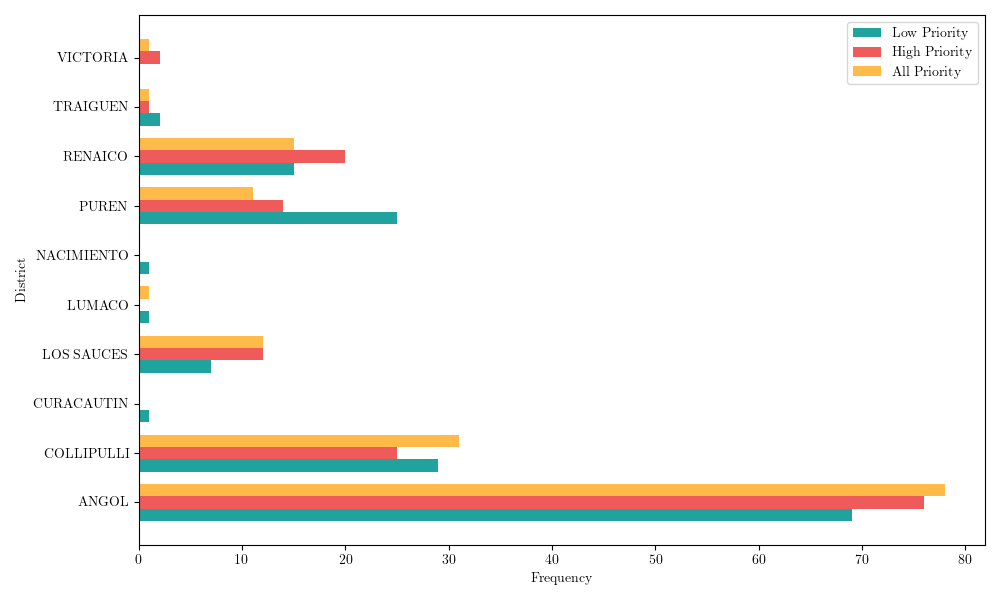 Low Priority
High Priority
All Priority
VICTORIA
TRAIGUEN
RENAICO
PUREN
NACIMIENTO
LUMACO
LOS SAUCES
CURACAUTIN
COLLIPULLI
ANGOL
District
0 10 20 30 40 50 60 70 80
Frequency